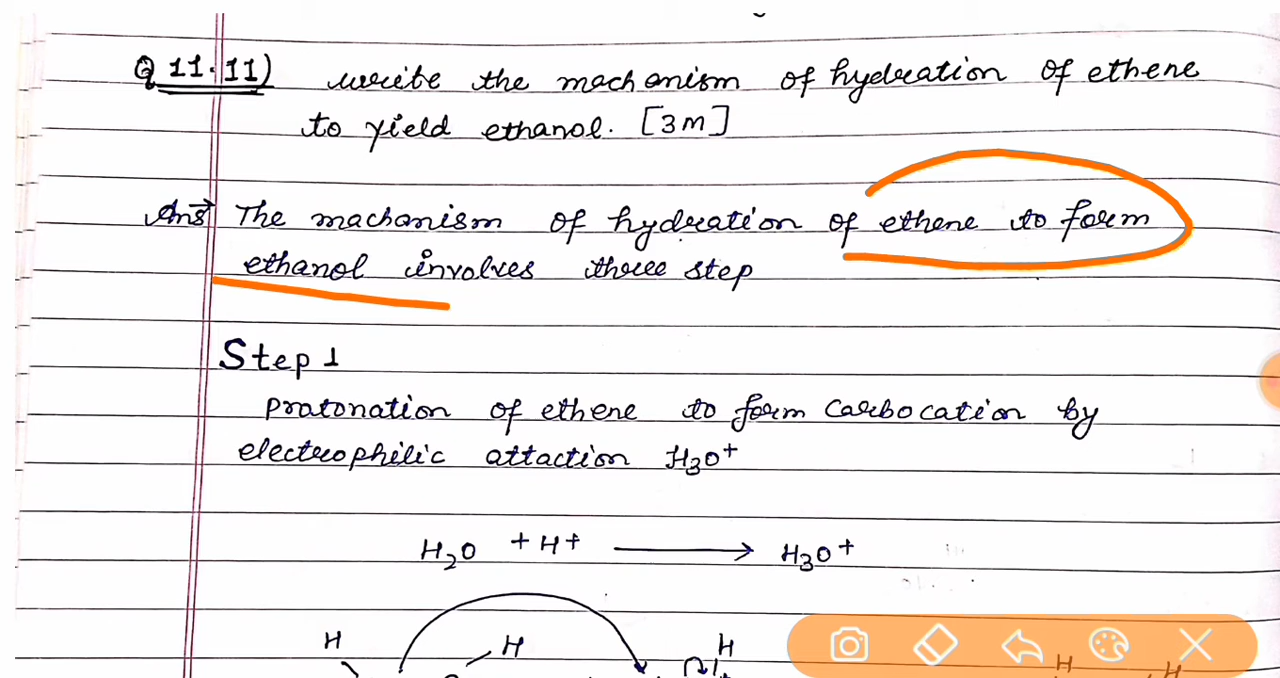 Q 11.11) write the mechanism of hydration of ethene
to yield ethanol. [3M]
Ans→ The machanism of hydration of ethene to form
ethanol involves three step
Step 1
Pratonation of ethene to form Carbocation by
electrophilic attaction H3O+
H2O + H+ ⟶ H3O+
H H H H H